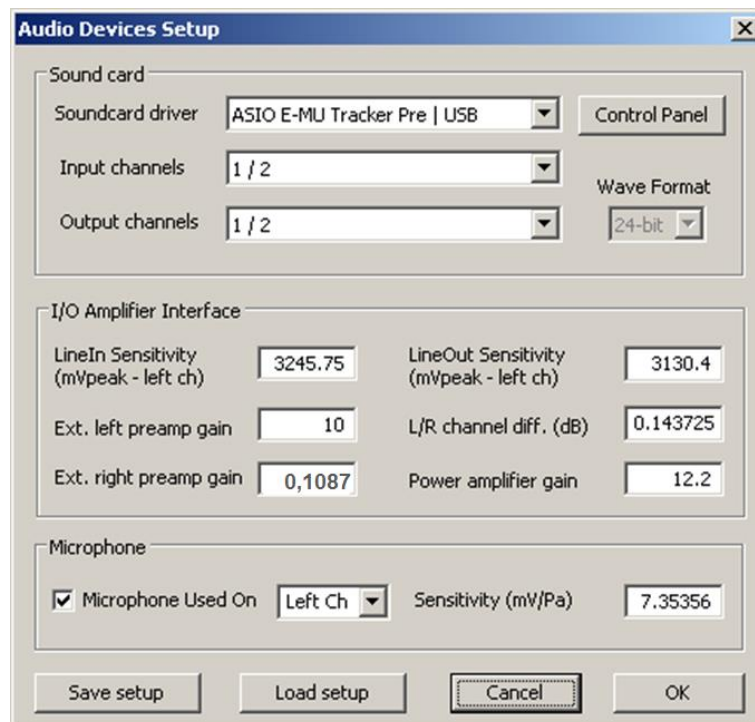 Audio Devices Setup
Sound card
Soundcard driver ASIO E-MU Tracker Pre | USB Control Panel
Input channels 1 / 2
Wave Format
Output channels 1 / 2 24-bit
I/O Amplifier Interface
LineIn Sensitivity
(mVpeak - left ch) 3245.75
LineOut Sensitivity
(mVpeak - left ch) 3130.4
Ext. left preamp gain 10 L/R channel diff. (dB) 0.143725
Ext. right preamp gain 0,1087 Power amplifier gain 12.2
Microphone
Microphone Used On Left Ch Sensitivity (mV/Pa) 7.35356
Save setup Load setup Cancel OK